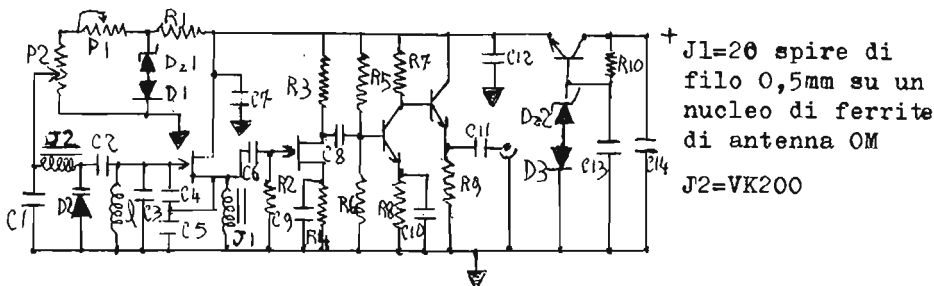 R1
P1
P2
Dz1
D1
J2
C2
C1
D2
l
C3
C4
C5
J1
C7
C6
R2
R3
C8
C9
R4
R5
R6
R7
R8
C10
R9
C11
C12
Dz2
D3
R10
C13
C14
+
J1=20 spire di
filo 0,5mm su un
nucleo di ferrite
di antenna OM
J2=VK200